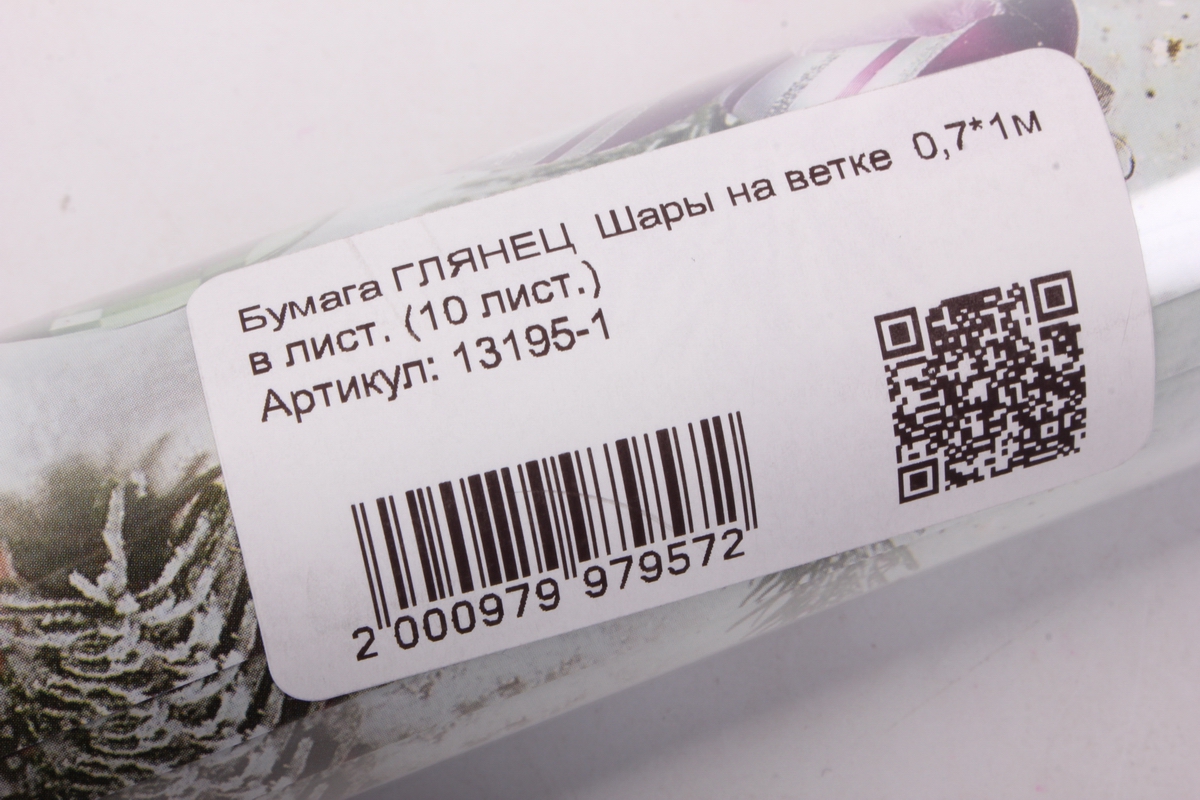 Бумага ГЛЯНЕЦ Шары на ветке 0,7*1м
в лист. (10 лист.)
Артикул: 13195-1
2 000979 979572